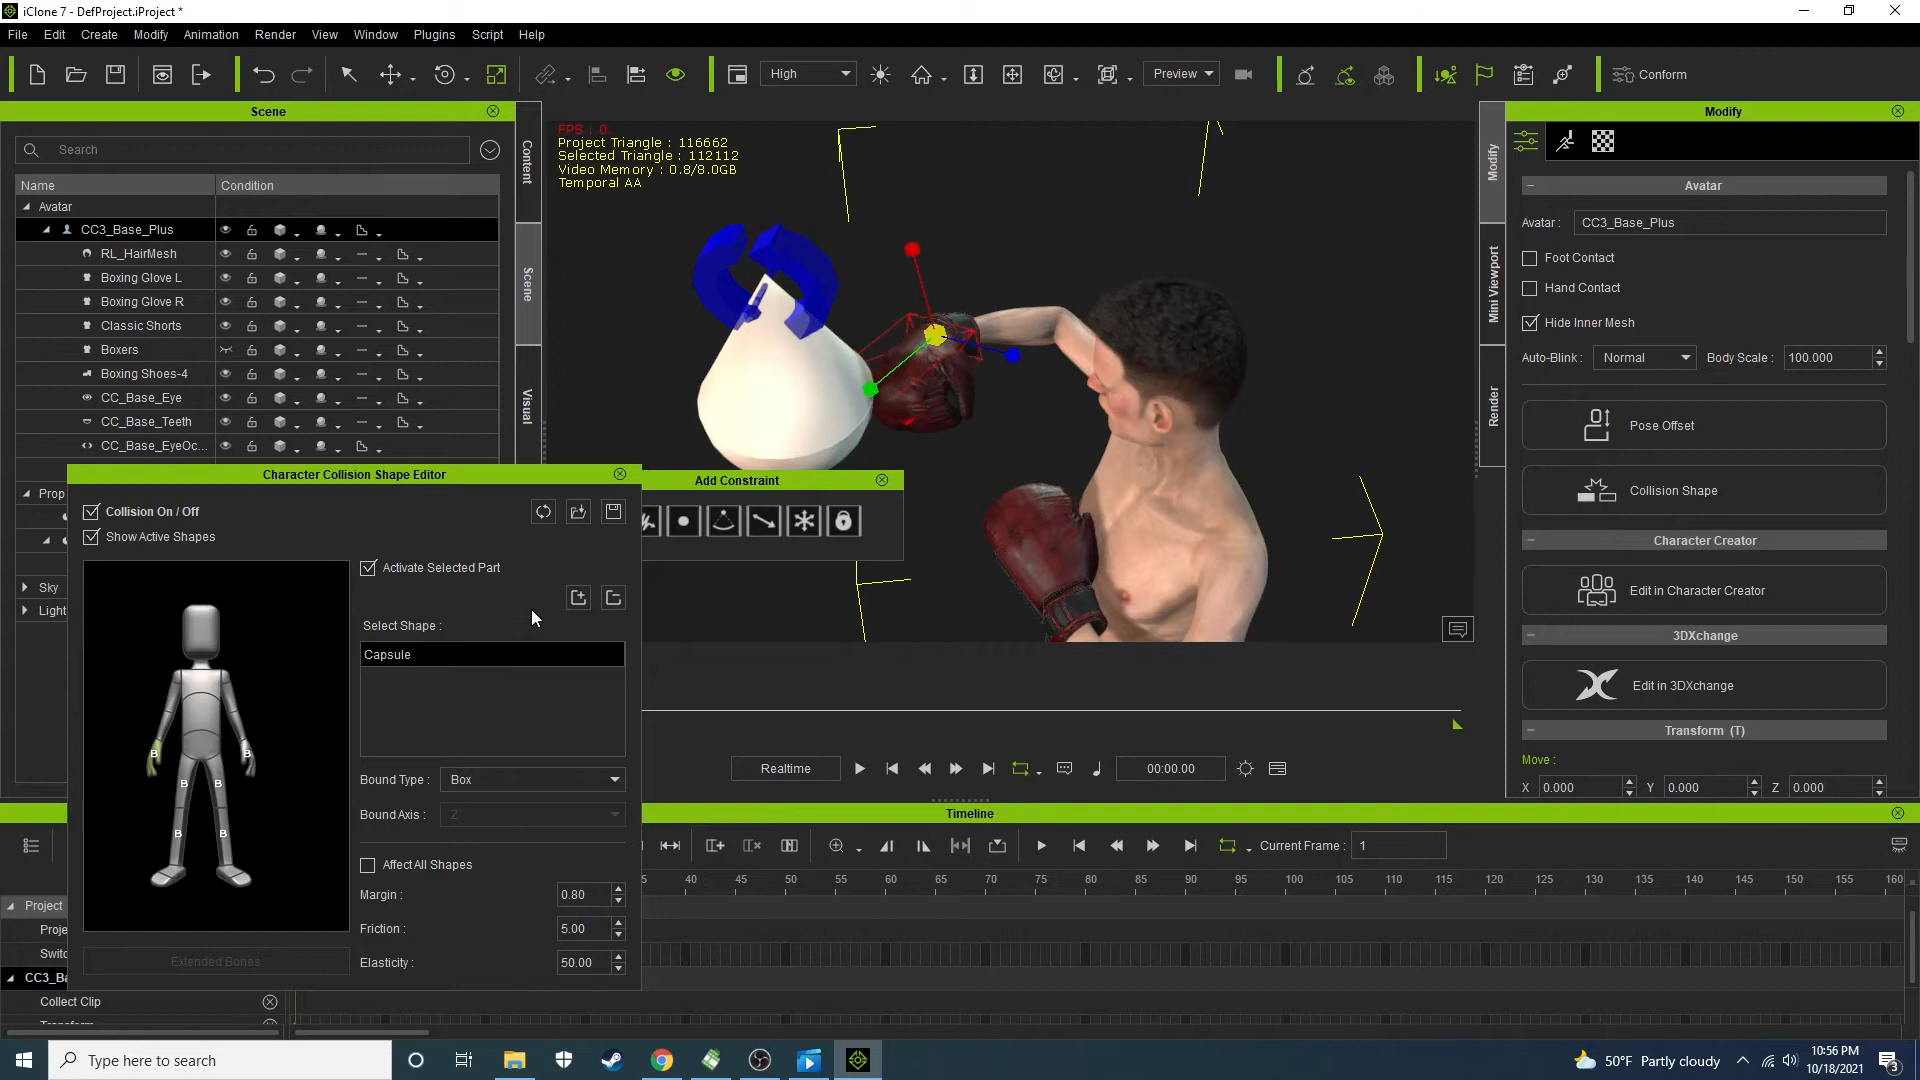 iClone 7 - DefProject.iProject *
File Edit Create Modify Animation Render View Window Plugins Script Help
High Preview Conform
Scene
Search
Name Condition
Avatar
CC3_Base_Plus
RL_HairMesh
Boxing Glove L
Boxing Glove R
Classic Shorts
Boxers
Boxing Shoes-4
CC_Base_Eye
CC_Base_Teeth
CC_Base_EyeOc...
Prop
Sky
Light
Content
Scene
Visual
FPS : 0
Project Triangle : 116662
Selected Triangle : 112112
Video Memory : 0.8/8.0GB
Temporal AA
Character Collision Shape Editor
Collision On / Off
Show Active Shapes
Activate Selected Part
Select Shape :
Capsule
B B
B B
B B
Bound Type : Box
Bound Axis : Z
Affect All Shapes
Margin : 0.80
Friction : 5.00
Elasticity : 50.00
Extended Bones
Add Constraint
Modify
Mini Viewport
Render
Modify
Avatar
Avatar : CC3_Base_Plus
Foot Contact
Hand Contact
Hide Inner Mesh
Auto-Blink : Normal Body Scale : 100.000
Pose Offset
Collision Shape
Character Creator
Edit in Character Creator
3DXchange
Edit in 3DXchange
Transform (T)
Move :
X 0.000 Y 0.000 Z 0.000
Realtime 00:00.00
Timeline
Current Frame : 1
5 40 45 50 55 60 65 70 75 80 85 90 95 100 105 110 115 120 125 130 135 140 145 150 155 160
Project
Proje
Switc
CC3_Ba
Collect Clip
Transform
Type here to search
50°F Partly cloudy
10:56 PM
10/18/2021
3